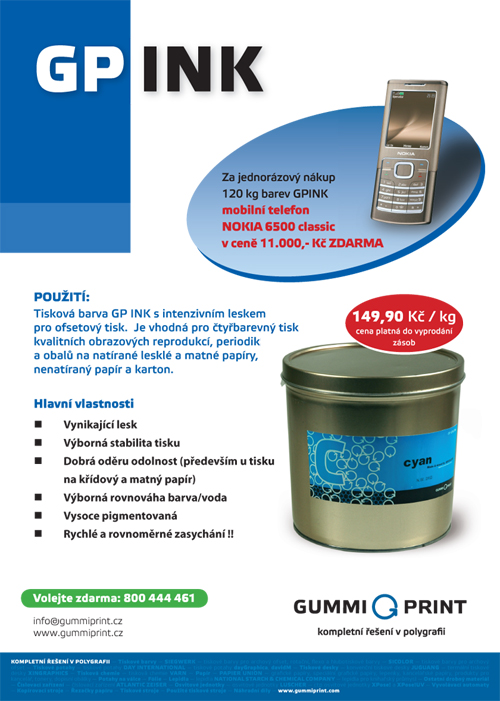 GP INK
Za jednorázový nákup
120 kg barev GPINK
mobilní telefon
NOKIA 6500 classic
v ceně 11.000,- Kč ZDARMA
NOKIA
POUŽITÍ:
Tisková barva GP INK s intenzivním leskem
pro ofsetový tisk. Je vhodná pro čtyřbarevný tisk
kvalitních obrazových reprodukcí, periodik
a obalů na natírané lesklé a matné papíry,
nenatíraný papír a karton.
149,90 Kč / kg
cena platná do vyprodání
zásob
Hlavní vlastnosti
Vynikající lesk
Výborná stabilita tisku
Dobrá oděru odolnost (především u tisku
na křídový a matný papír)
Výborná rovnováha barva/voda
Vysoce pigmentovaná
Rychlé a rovnoměrné zasychání !!
C
cyan
Volejte zdarma: 800 444 461
info@gummiprint.cz
www.gummiprint.cz
GUMMI PRINT
kompletní řešení v polygrafii
KOMPLETNÍ ŘEŠENÍ V POLYGRAFII
www.gummiprint.com